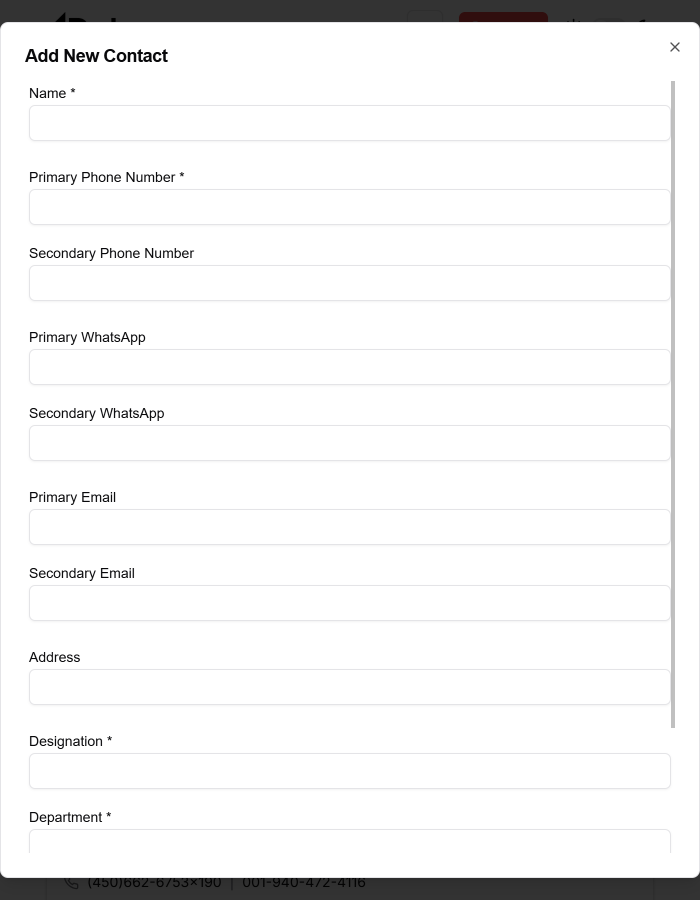 Add New Contact
Name *
Primary Phone Number *
Secondary Phone Number
Primary WhatsApp
Secondary WhatsApp
Primary Email
Secondary Email
Address
Designation *
Department *
(450)662-6753×190 | 001-940-472-4116